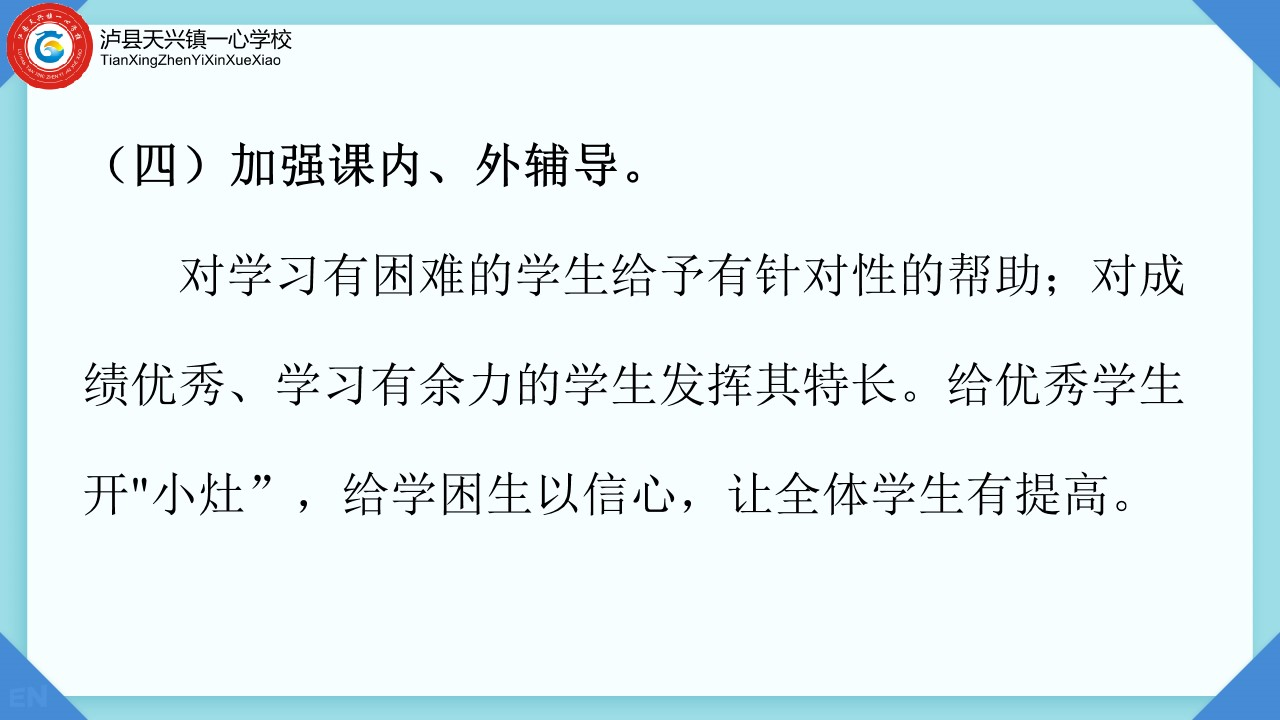 泸县天兴镇一心学校
TianXingZhenYiXinXueXiao
（四）加强课内、外辅导。
对学习有困难的学生给予有针对性的帮助；对成
绩优秀、学习有余力的学生发挥其特长。给优秀学生
开"小灶”，给学困生以信心，让全体学生有提高。
EN